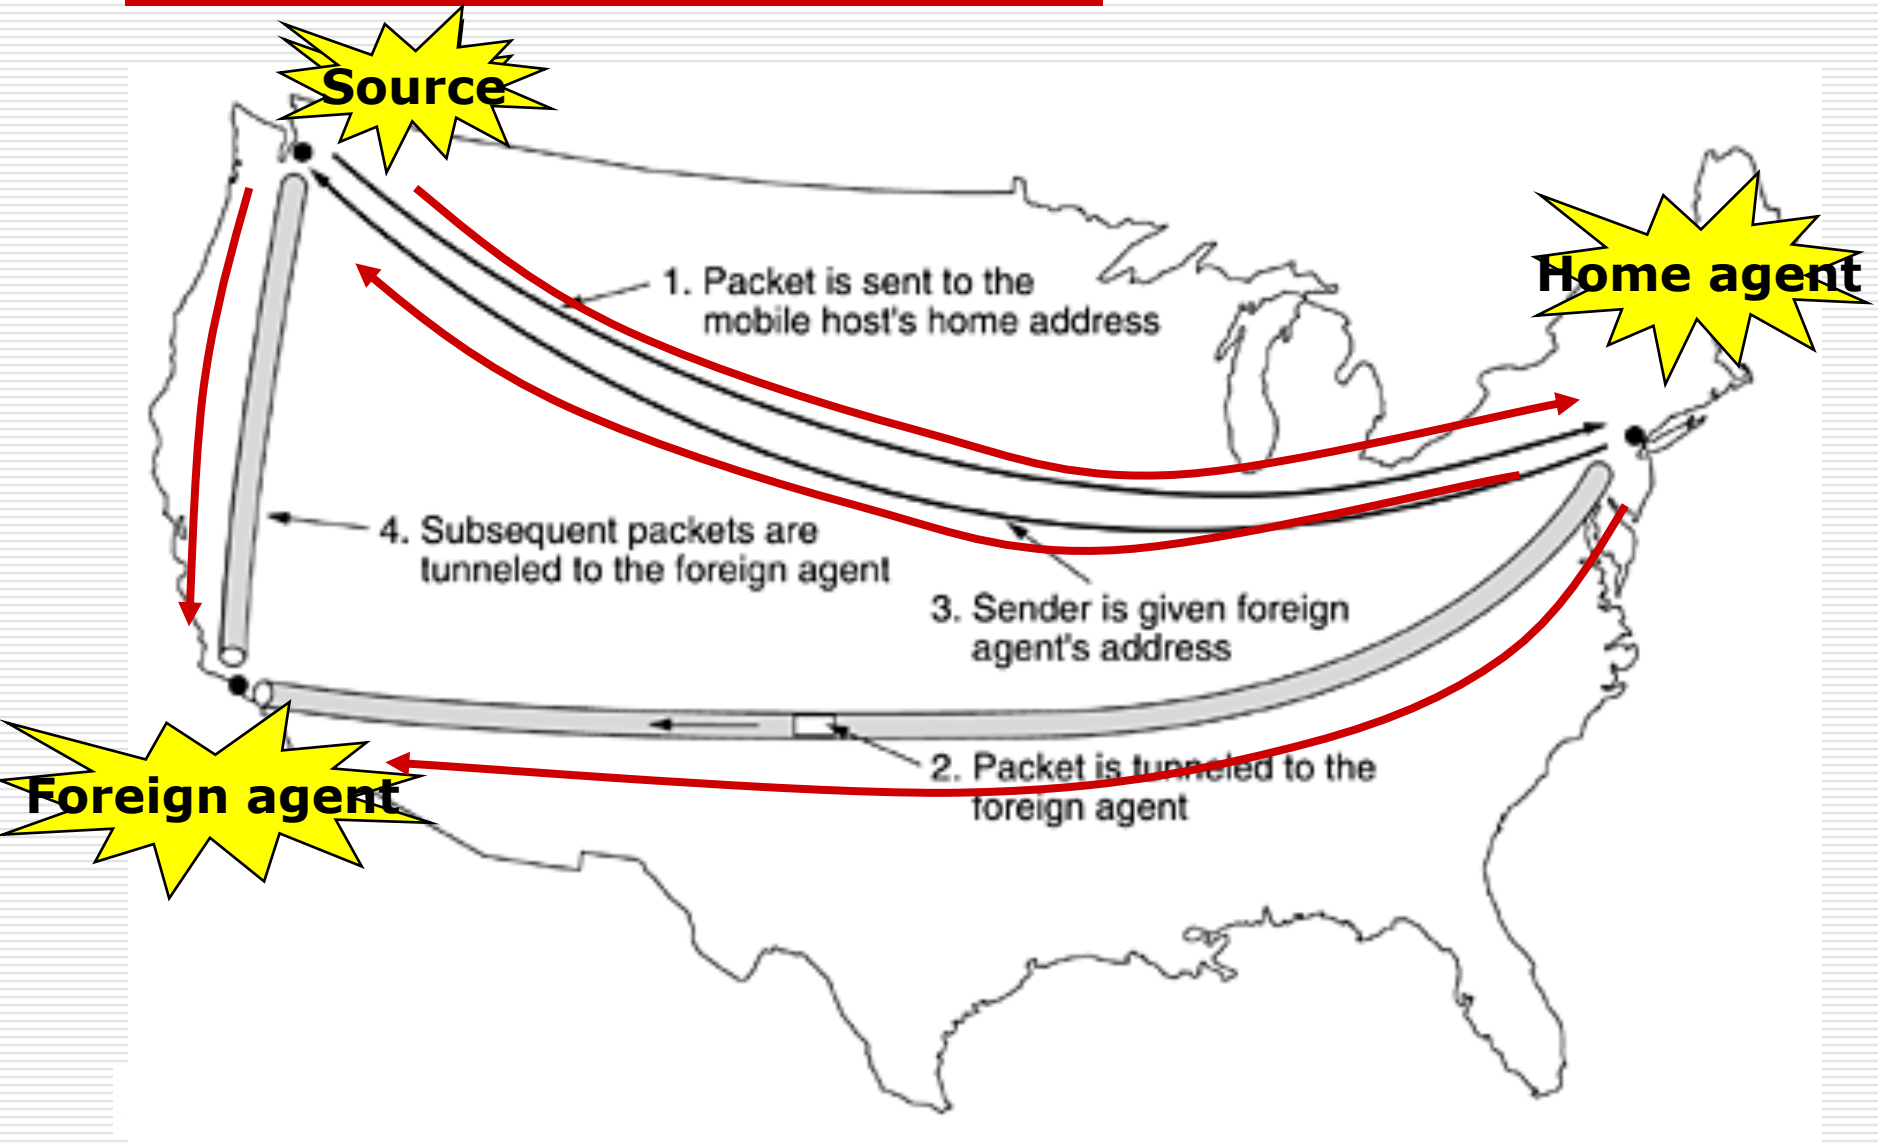 Source
Home agent
1. Packet is sent to the
mobile host's home address
4. Subsequent packets are
tunneled to the foreign agent
3. Sender is given foreign
agent's address
2. Packet is tunneled to the
foreign agent
Foreign agent